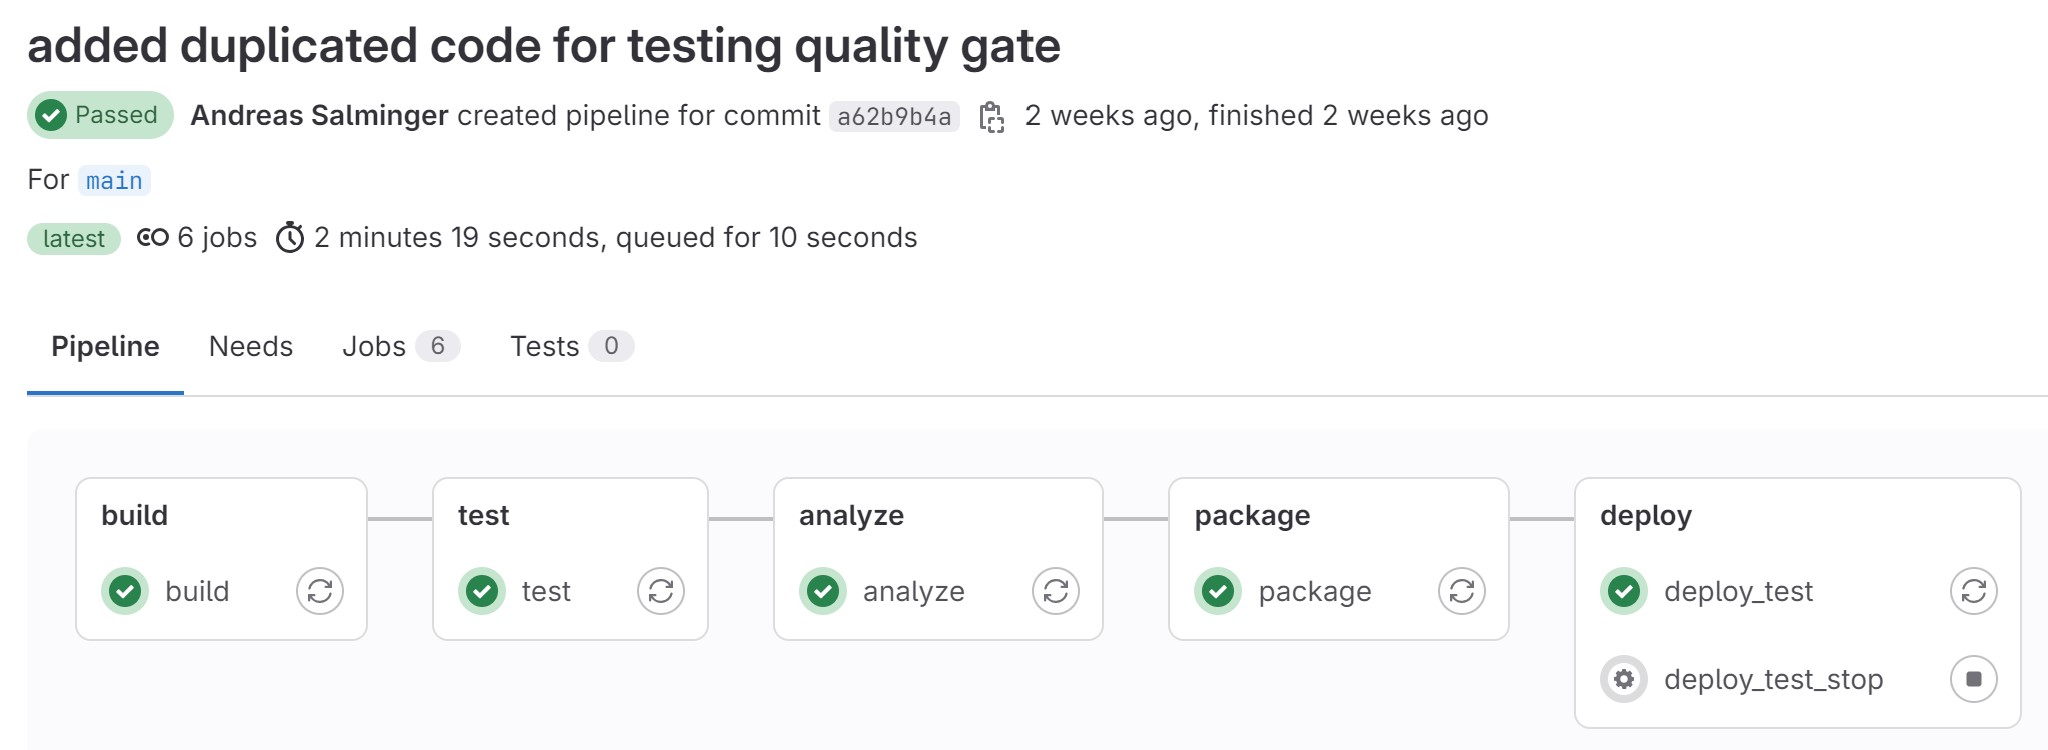 added duplicated code for testing quality gate
Passed Andreas Salminger created pipeline for commit a62b9b4a 2 weeks ago, finished 2 weeks ago
For main
latest 6 jobs 2 minutes 19 seconds, queued for 10 seconds
Pipeline Needs Jobs 6 Tests 0
build test analyze package deploy
build test analyze package deploy_test
deploy_test_stop